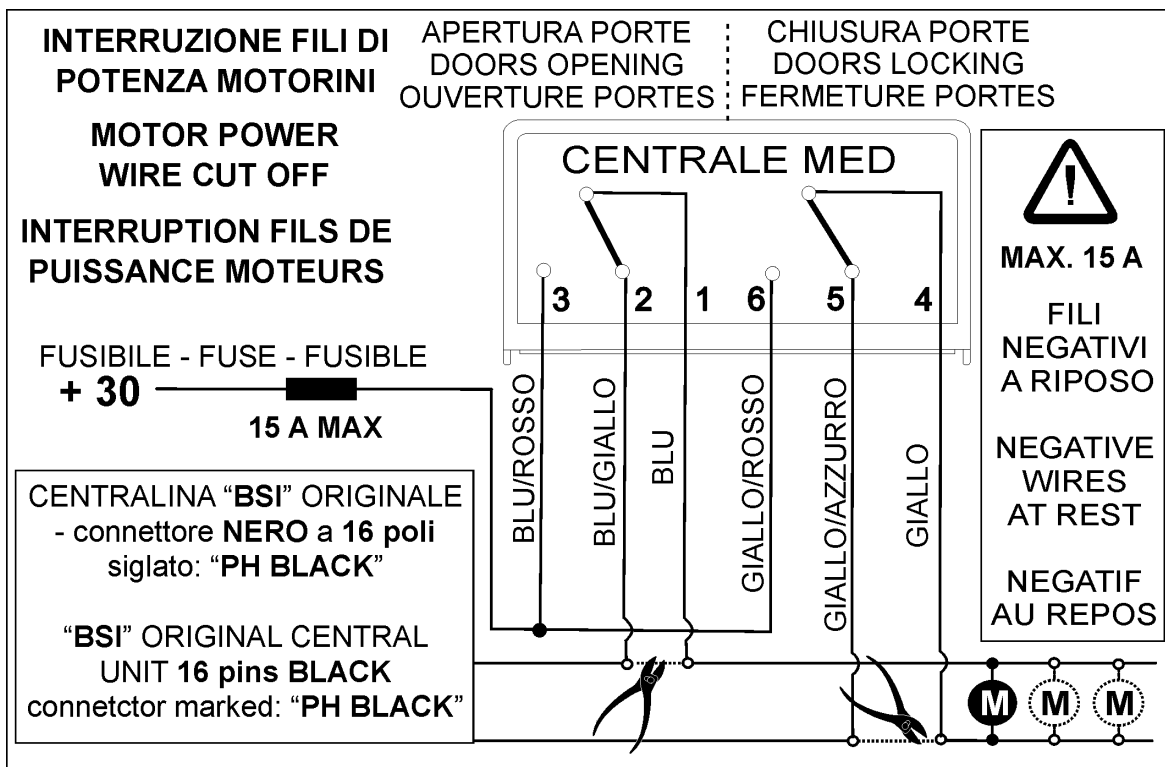 INTERRUZIONE FILI DI
POTENZA MOTORINI
MOTOR POWER
WIRE CUT OFF
INTERRUPTION FILS DE
PUISSANCE MOTEURS
APERTURA PORTE
DOORS OPENING
OUVERTURE PORTES
CHIUSURA PORTE
DOORS LOCKING
FERMETURE PORTES
CENTRALE MED
3 2 1 6 5 4
FUSIBILE - FUSE - FUSIBLE
+ 30
15 A MAX
BLU/ROSSO
BLU/GIALLO
BLU
GIALLO/ROSSO
GIALLO/AZZURRO
GIALLO
!
MAX. 15 A
FILI
NEGATIVI
A RIPOSO
NEGATIVE
WIRES
AT REST
NEGATIF
AU REPOS
CENTRALINA “BSI” ORIGINALE
- connettore NERO a 16 poli
siglato: “PH BLACK”
“BSI” ORIGINAL CENTRAL
UNIT 16 pins BLACK
connetctor marked: “PH BLACK”
M M M